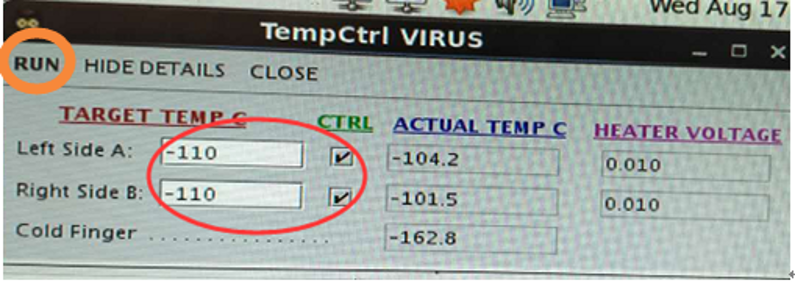 Wed Aug 17
TempCtrl VIRUS
RUN HIDE DETAILS CLOSE
TARGET TEMP C CTRL ACTUAL TEMP C HEATER VOLTAGE
Left Side A: -110 -104.2 0.010
Right Side B: -110 -101.5 0.010
Cold Finger ................ -162.8